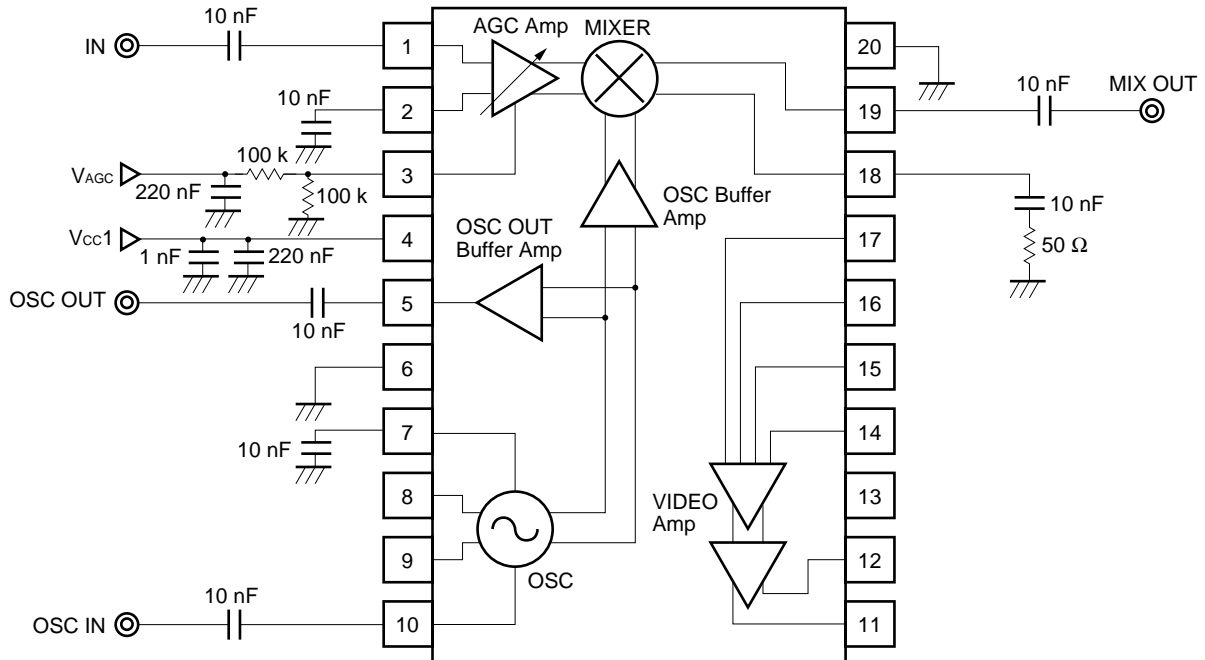 10 nF
IN
1
AGC Amp
MIXER
20
10 nF
2
10 nF
MIX OUT
19
100 k
VAGC
3
220 nF
100 k
18
10 nF
OSC Buffer
Amp
50 Ω
VCC1
4
1 nF
220 nF
OSC OUT
Buffer Amp
17
OSC OUT
5
10 nF
16
6
15
7
10 nF
14
8
VIDEO
Amp
13
9
OSC
12
10 nF
OSC IN
10
11